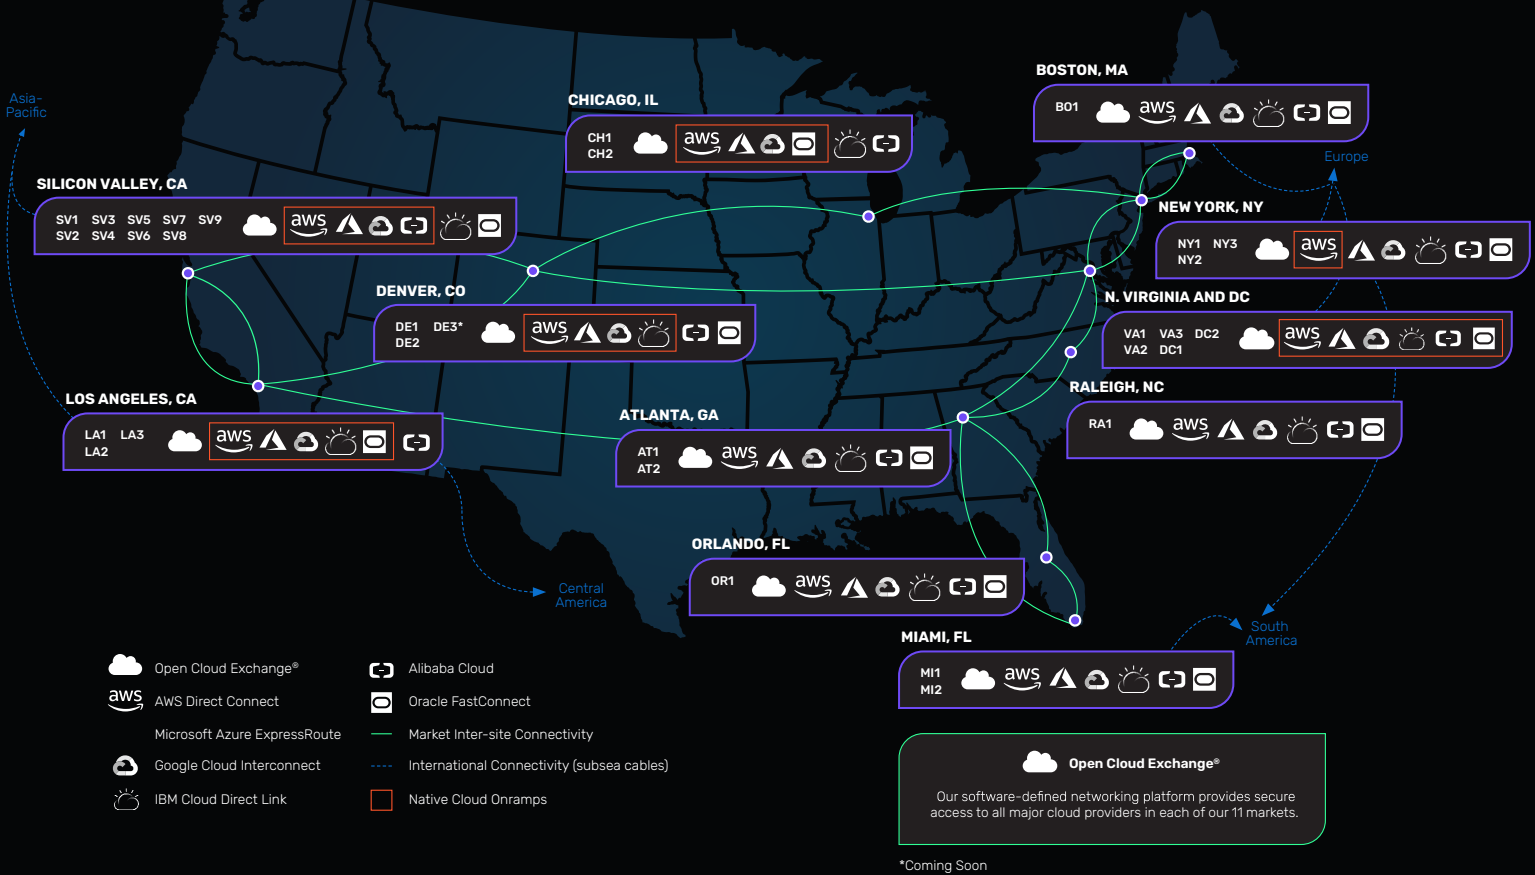 BOSTON, MA
BO1 aws
Asia-
Pacific
CHICAGO, IL
CH1
CH2
aws
Europe
SILICON VALLEY, CA
SV1 SV3 SV5 SV7 SV9
SV2 SV4 SV6 SV8
aws
NEW YORK, NY
NY1 NY3
NY2
aws
DENVER, CO
DE1 DE3*
DE2
aws
N. VIRGINIA AND DC
VA1 VA3 DC2
VA2 DC1
aws
LOS ANGELES, CA
LA1 LA3
LA2
aws
ATLANTA, GA
AT1
AT2
aws
RALEIGH, NC
RA1 aws
ORLANDO, FL
OR1 aws
Central
America
South
America
MIAMI, FL
MI1
MI2
aws
Open Cloud Exchange®
aws AWS Direct Connect
Microsoft Azure ExpressRoute
Google Cloud Interconnect
IBM Cloud Direct Link
Alibaba Cloud
Oracle FastConnect
Market Inter-site Connectivity
International Connectivity (subsea cables)
Native Cloud Onramps
Open Cloud Exchange®
Our software-defined networking platform provides secure
access to all major cloud providers in each of our 11 markets.
*Coming Soon